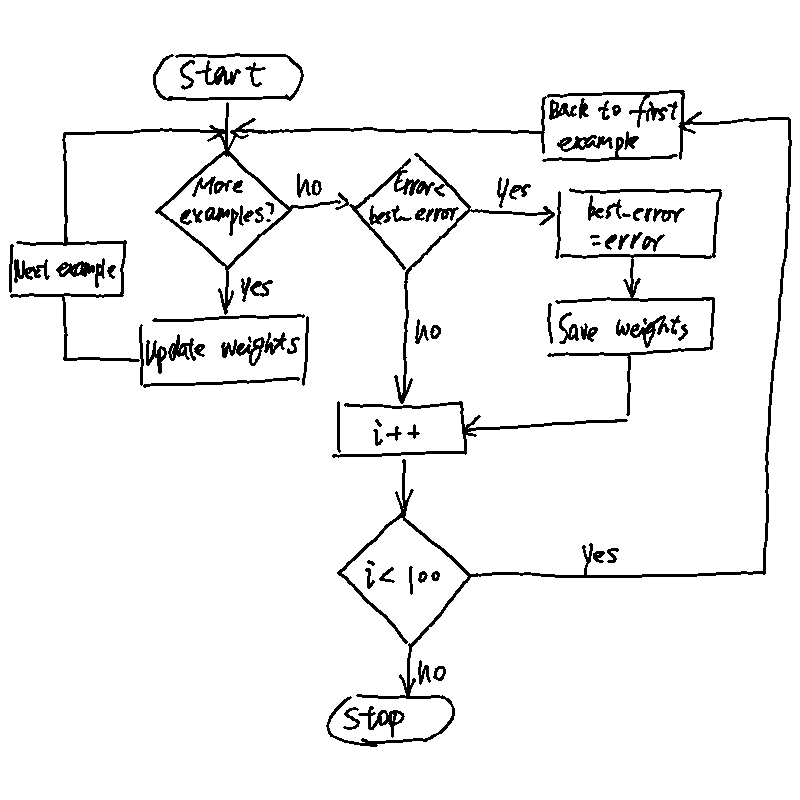 Start
Back to first
example
More
examples?
no
Error<
best_error
Yes
best_error
=error
Next example
Yes
Update weights
no
Save weights
i++
i<100
Yes
no
Stop